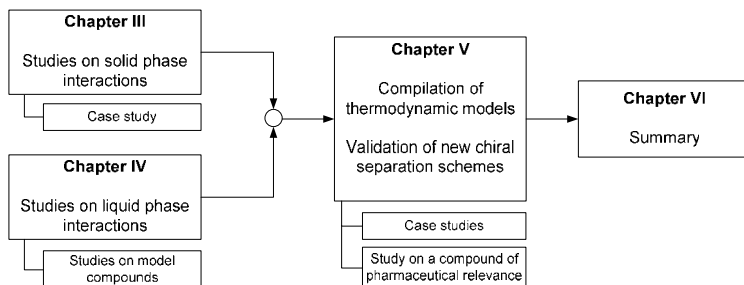 Chapter III
Studies on solid phase
interactions
Case study
Chapter IV
Studies on liquid phase
interactions
Studies on model
compounds
Chapter V
Compilation of
thermodynamic models
Validation of new chiral
separation schemes
Case studies
Study on a compound of
pharmaceutical relevance
Chapter VI
Summary